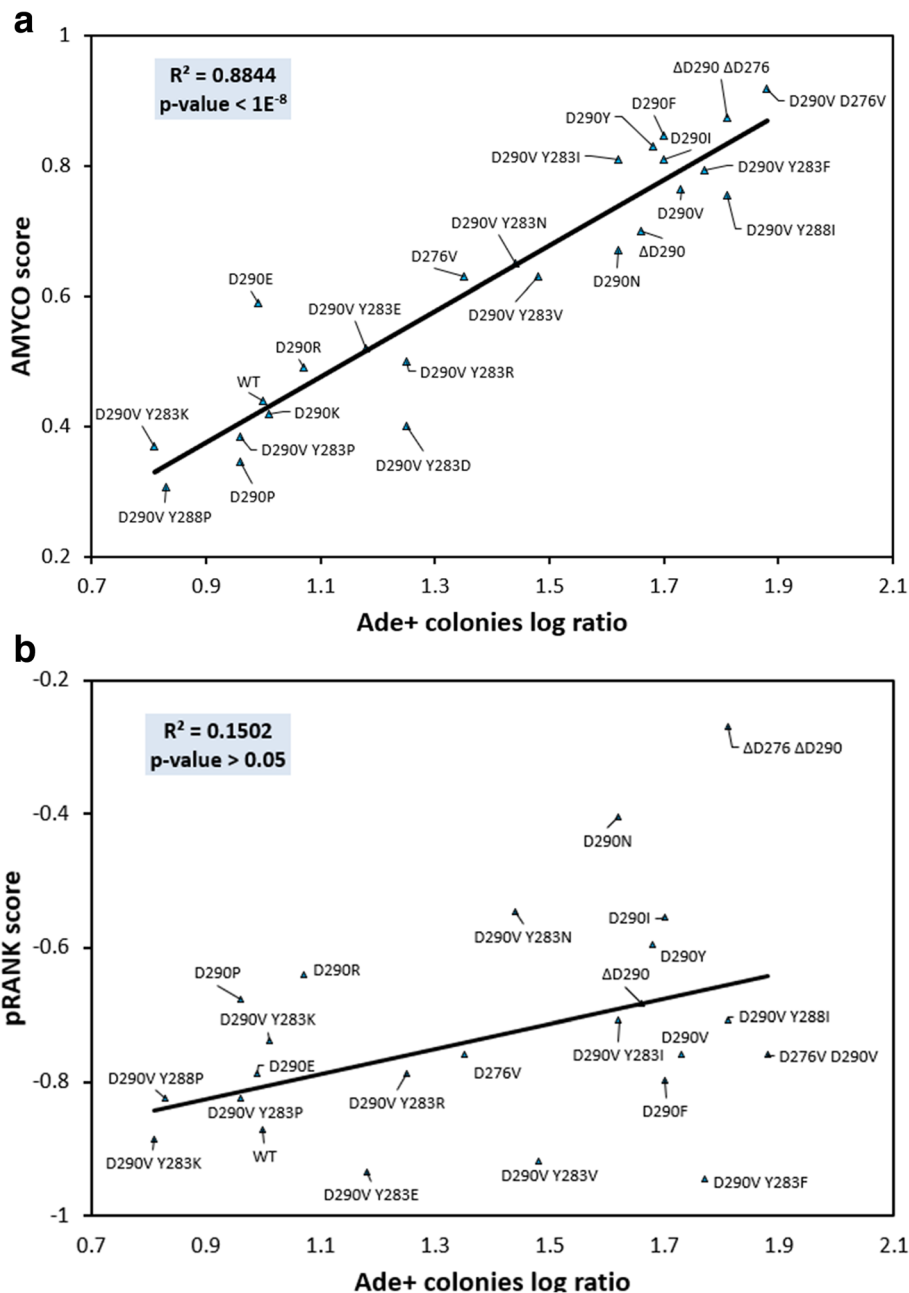 a
1
0.8
0.6
0.4
0.2
AMYCO score
R² = 0.8844
p-value < 1E⁻⁸
ΔD290 ΔD276
D290V D276V
D290F
D290Y
D290I
D290V Y283I
D290V Y283F
D290V
D290V Y288I
D290V Y283N
ΔD290
D276V
D290N
D290E
D290V Y283E
D290V Y283V
D290R
D290V Y283R
WT
D290K
D290V Y283K
D290V Y283P
D290V Y283D
D290P
D290V Y288P
0.7
0.9
1.1
1.3
1.5
1.7
1.9
2.1
Ade+ colonies log ratio
b
-0.2
-0.4
-0.6
-0.8
-1
pRANK score
R² = 0.1502
p-value > 0.05
ΔD276 ΔD290
D290N
D290I
D290V Y283N
D290Y
D290P
D290R
ΔD290
D290V Y283K
D290V Y288I
D290V
D290V Y283I
D276V D290V
D290E
D276V
D290V Y288P
D290V Y283R
D290V Y283P
D290F
WT
D290V Y283K
D290V Y283V
D290V Y283F
D290V Y283E
0.7
0.9
1.1
1.3
1.5
1.7
1.9
2.1
Ade+ colonies log ratio